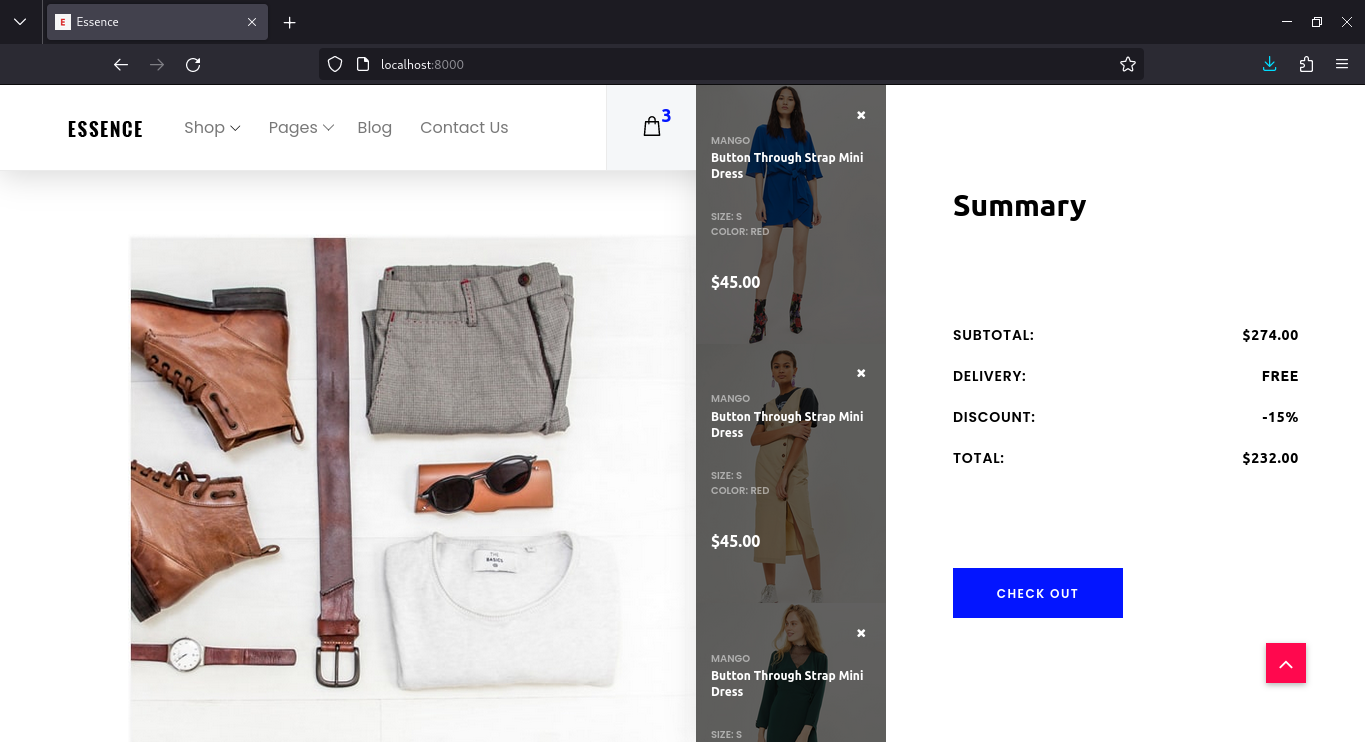 E Essence
localhost:8000
ESSENCE Shop Pages Blog Contact Us 3
MANGO
Button Through Strap Mini
Dress
SIZE: S
COLOR: RED
$45.00
MANGO
Button Through Strap Mini
Dress
SIZE: S
COLOR: RED
$45.00
MANGO
Button Through Strap Mini
Dress
SIZE: S
Summary
SUBTOTAL: $274.00
DELIVERY: FREE
DISCOUNT: -15%
TOTAL: $232.00
CHECK OUT
THE
BASICS